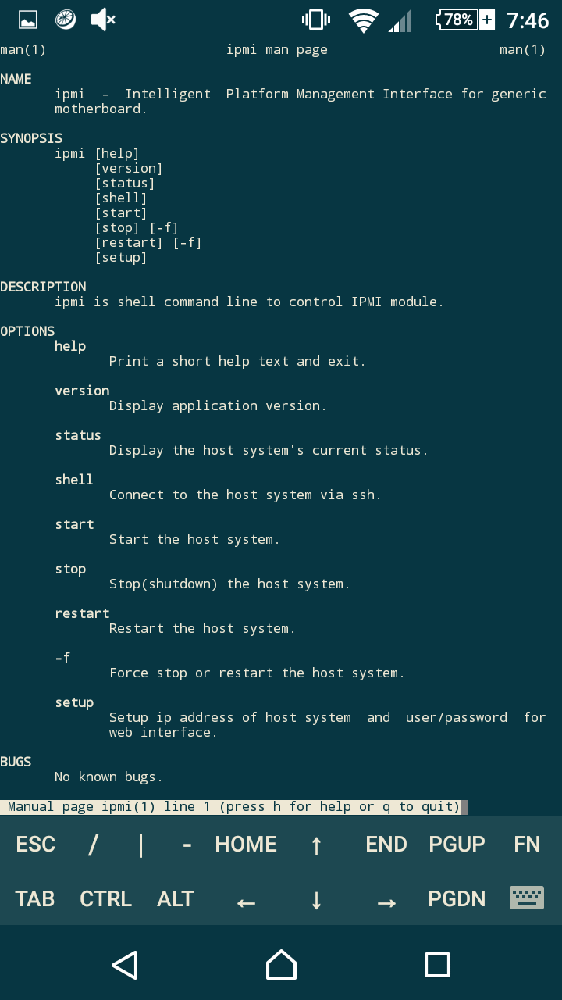 78% 7:46
man(1) ipmi man page man(1)
NAME
ipmi - Intelligent Platform Management Interface for generic
motherboard.
SYNOPSIS
ipmi [help]
[version]
[status]
[shell]
[start]
[stop] [-f]
[restart] [-f]
[setup]
DESCRIPTION
ipmi is shell command line to control IPMI module.
OPTIONS
help
Print a short help text and exit.
version
Display application version.
status
Display the host system's current status.
shell
Connect to the host system via ssh.
start
Start the host system.
stop
Stop(shutdown) the host system.
restart
Restart the host system.
-f
Force stop or restart the host system.
setup
Setup ip address of host system and user/password for
web interface.
BUGS
No known bugs.
Manual page ipmi(1) line 1 (press h for help or q to quit)
ESC / | - HOME ↑ END PGUP FN
TAB CTRL ALT ← ↓ → PGDN